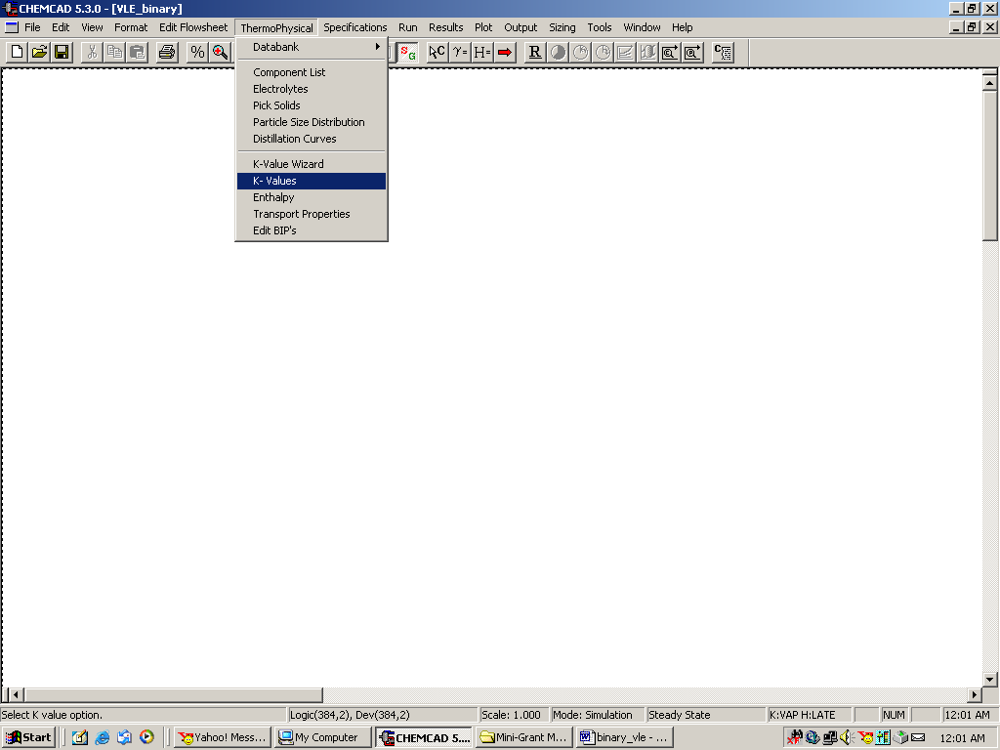 CHEMCAD 5.3.0 - [VLE_binary]
File Edit View Format Edit Flowsheet ThermoPhysical Specifications Run Results Plot Output Sizing Tools Window Help
% S G C γ= H= R C
Databank
Component List
Electrolytes
Pick Solids
Particle Size Distribution
Distillation Curves
K-Value Wizard
K- Values
Enthalpy
Transport Properties
Edit BIP's
Select K value option. Logic(384,2), Dev(384,2) Scale: 1.000 Mode: Simulation Steady State K:VAP H:LATE NUM 12:01 AM
Start Yahoo! Mess... My Computer CHEMCAD 5.... Mini-Grant M... binary_vle - ... 12:01 AM